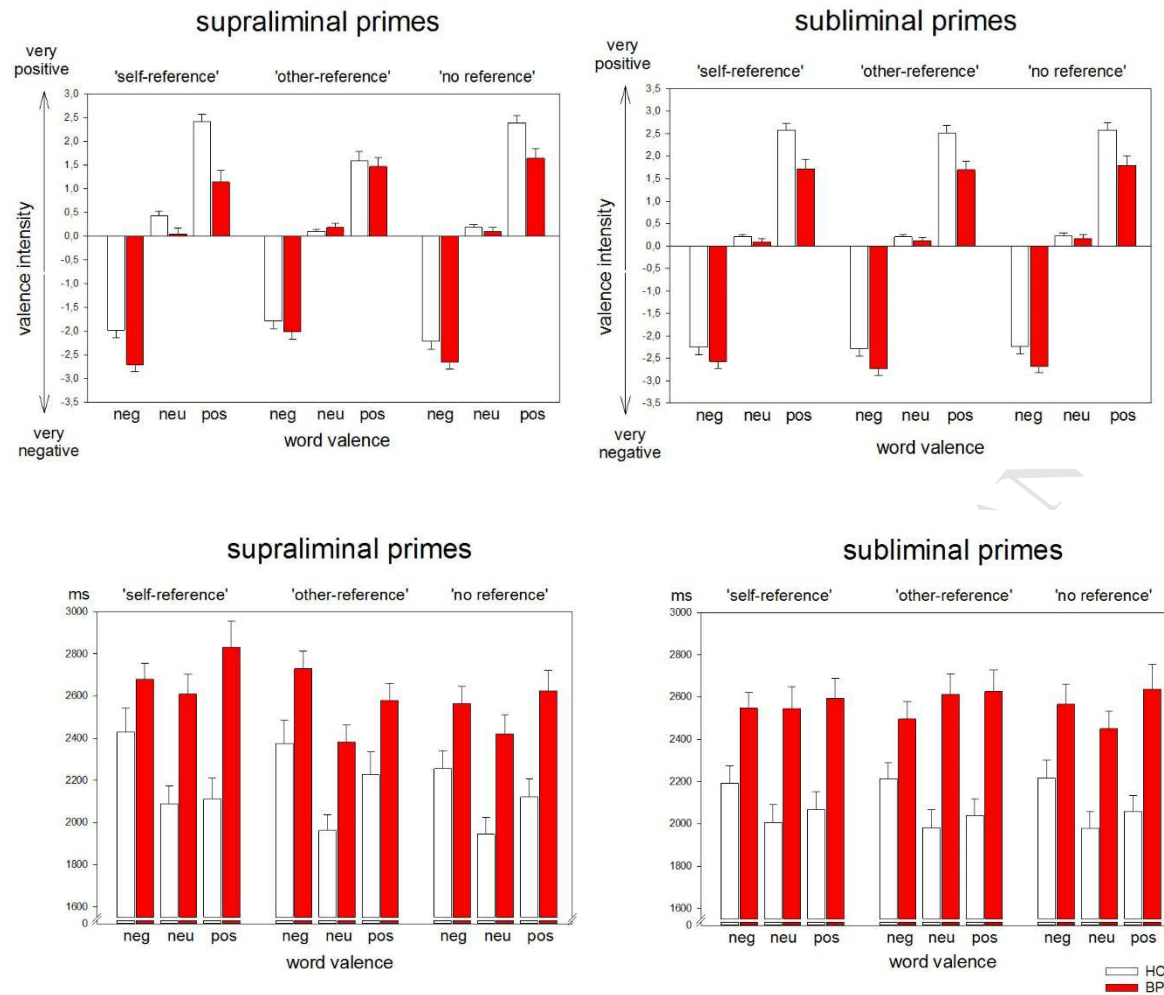 supraliminal primes
very
positive
'self-reference' 'other-reference' 'no reference'
3,0
2,5
2,0
1,5
1,0
0,5
0,0
-0,5
-1,0
-1,5
-2,0
-2,5
-3,0
-3,5
valence intensity
very
negative
neg neu pos neg neu pos neg neu pos
word valence
subliminal primes
very
positive
'self-reference' 'other-reference' 'no reference'
3,5
3,0
2,5
2,0
1,5
1,0
0,5
0,0
-0,5
-1,0
-1,5
-2,0
-2,5
-3,0
-3,5
valence intensity
very
negative
neg neu pos neg neu pos neg neu pos
word valence
supraliminal primes
ms 'self-reference' 'other-reference' 'no reference'
3000
2800
2600
2400
2200
2000
1800
1600
0
neg neu pos neg neu pos neg neu pos
word valence
subliminal primes
ms 'self-reference' 'other-reference' 'no reference'
3000
2800
2600
2400
2200
2000
1800
1600
0
neg neu pos neg neu pos neg neu pos
word valence